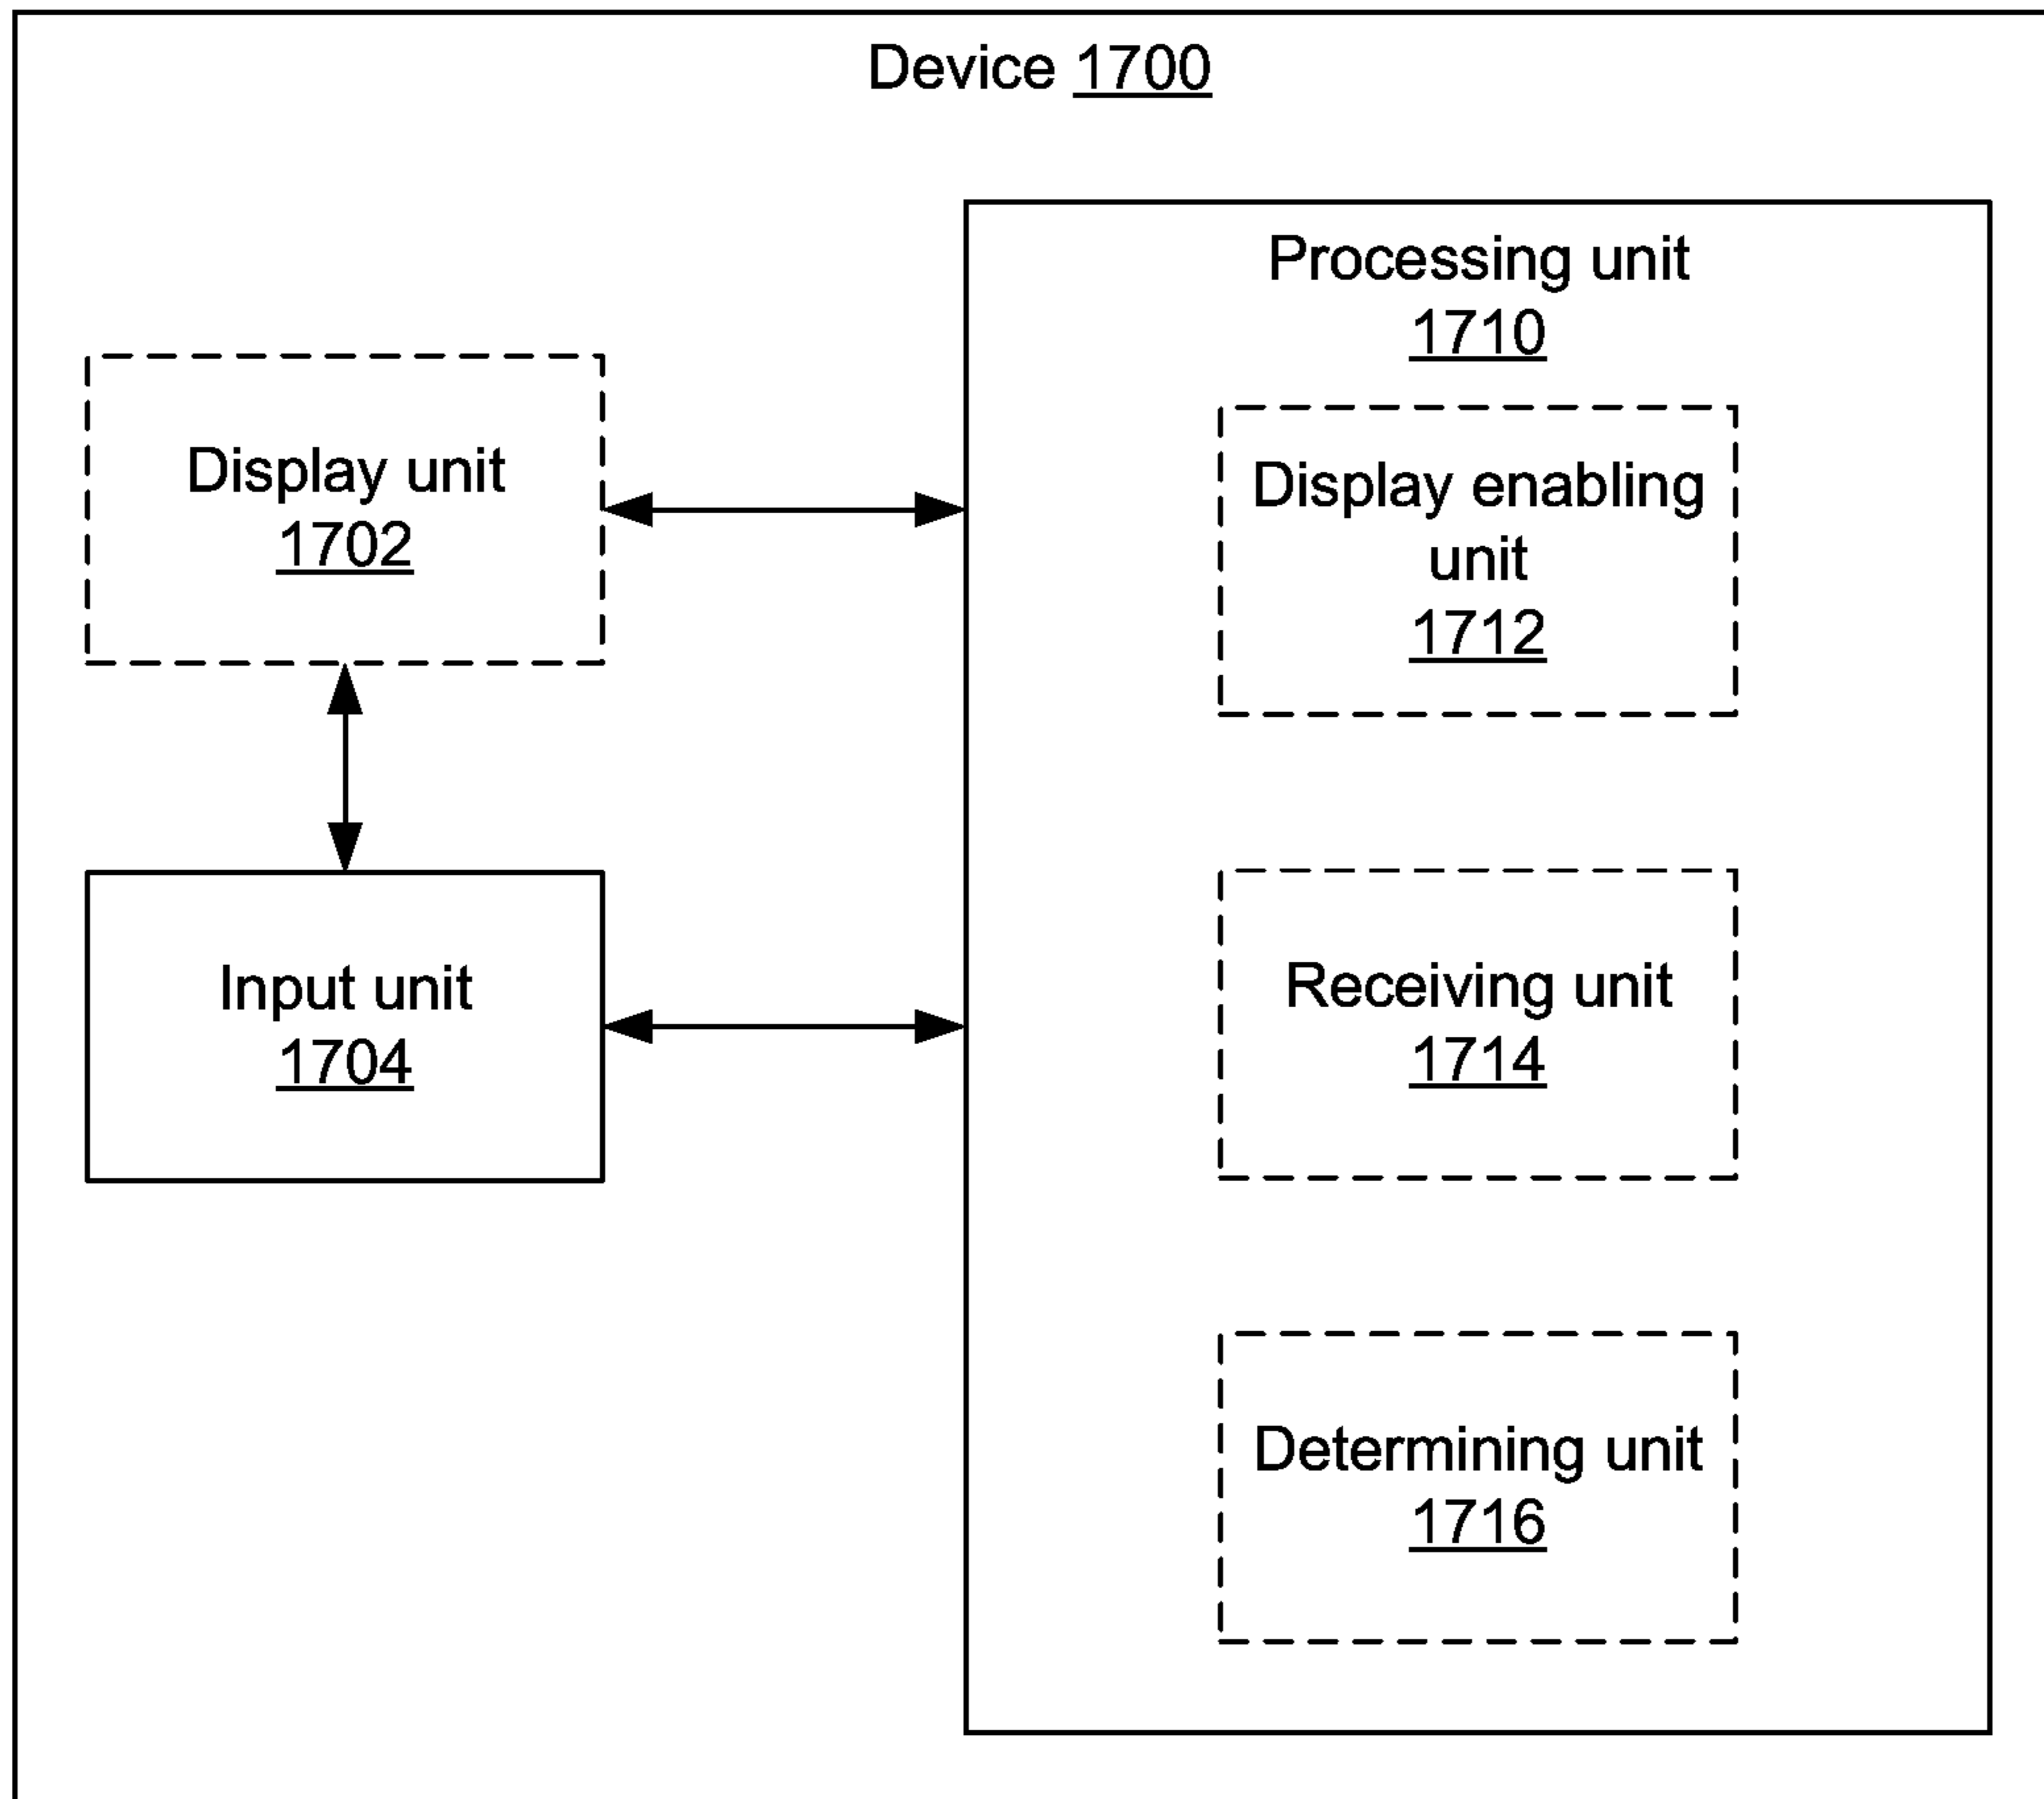 Device 1700
Processing unit
1710
Display unit
1702
Display enabling
unit
1712
Input unit
1704
Receiving unit
1714
Determining unit
1716